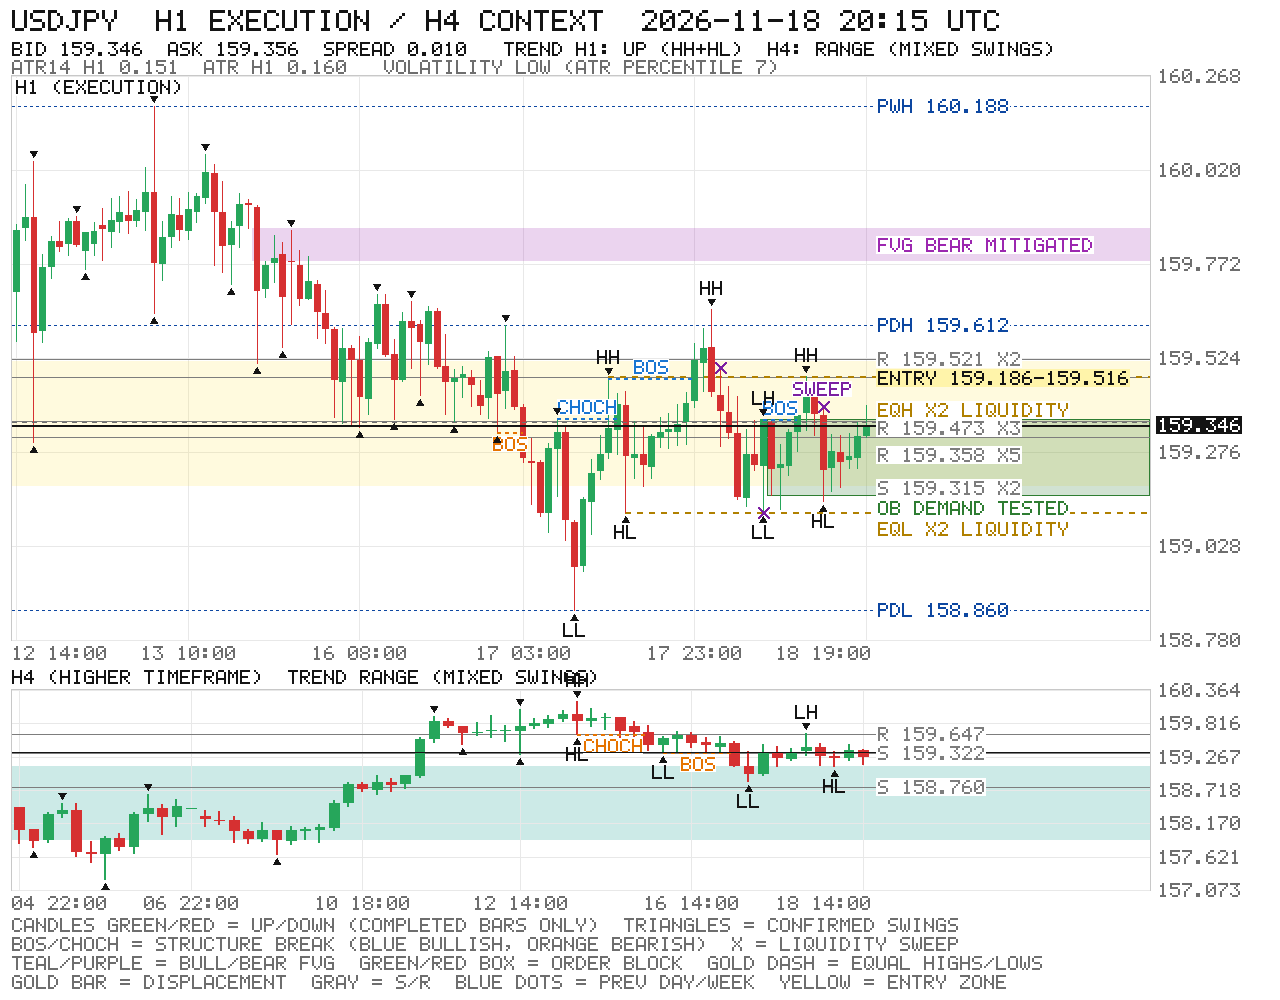 USDJPY  H1 EXECUTION / H4 CONTEXT  2026-11-18 20:15 UTC
BID 159.346  ASK 159.356  SPREAD 0.010  TREND H1: UP (HH+HL)  H4: RANGE (MIXED SWINGS)
ATR14 H1 0.151  ATR H1 0.160  VOLATILITY LOW (ATR PERCENTILE 7)
H1 (EXECUTION)
160.268
PWH 160.188
160.020
FVG BEAR MITIGATED
159.772
HH
PDH 159.612
HH
HH
R 159.521 X2
159.524
BOS
ENTRY 159.186-159.516
SWEEP
LH
CHOCH
BOS
EQH X2 LIQUIDITY
R 159.473 X3
159.346
BOS
R 159.358 X5
159.276
S 159.315 X2
OB DEMAND TESTED
HL
LL
HL
EQL X2 LIQUIDITY
159.028
PDL 158.860
LL
158.780
12 14:00  13 10:00  16 08:00  17 03:00  17 23:00  18 19:00
H4 (HIGHER TIMEFRAME)  TREND RANGE (MIXED SWINGS)
HH
160.364
LH
159.816
R 159.647
CHOCH
HL
S 159.322
159.267
BOS
LL
HL
S 158.760
158.718
LL
158.170
157.621
157.073
04 22:00  06 22:00  10 18:00  12 14:00  16 14:00  18 14:00
CANDLES GREEN/RED = UP/DOWN (COMPLETED BARS ONLY)  TRIANGLES = CONFIRMED SWINGS
BOS/CHOCH = STRUCTURE BREAK (BLUE BULLISH, ORANGE BEARISH)  X = LIQUIDITY SWEEP
TEAL/PURPLE = BULL/BEAR FVG  GREEN/RED BOX = ORDER BLOCK  GOLD DASH = EQUAL HIGHS/LOWS
GOLD BAR = DISPLACEMENT  GRAY = S/R  BLUE DOTS = PREV DAY/WEEK  YELLOW = ENTRY ZONE